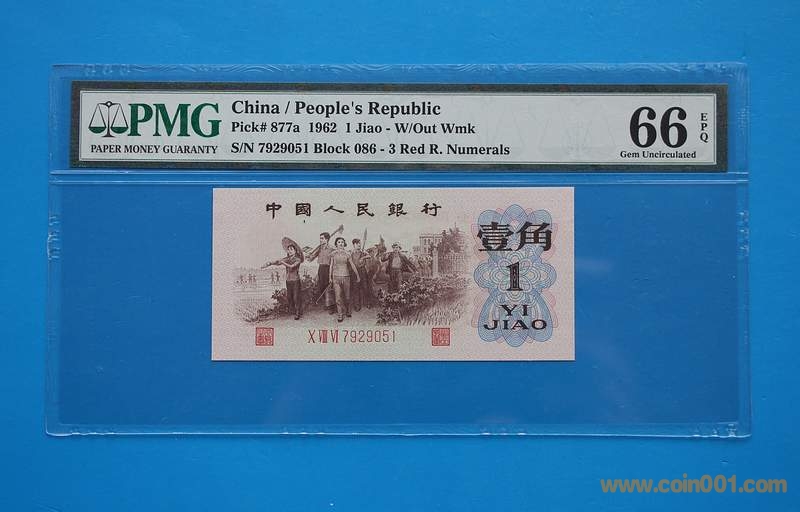 PMG
PAPER MONEY GUARANTY
China / People's Republic
Pick# 877a 1962 1 Jiao - W/Out Wmk
S/N 7929051 Block 086 - 3 Red R. Numerals
66 EPQ
Gem Uncirculated
中國人民銀行
壹角
1
YI
JIAO
X VIII VI 7929051
www.coin001.com